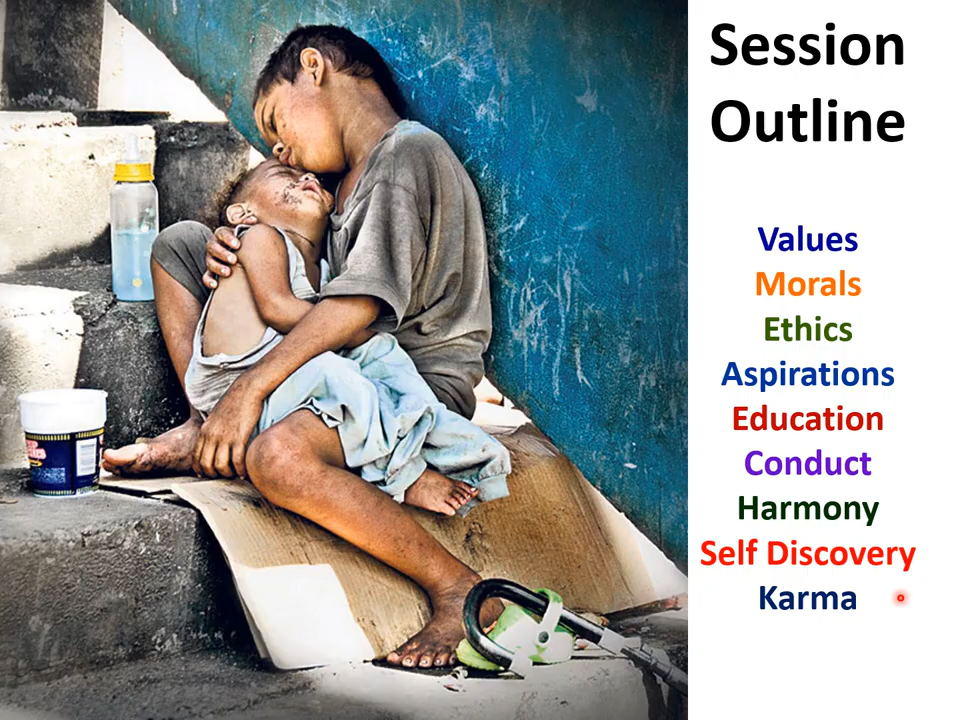 Session
Outline
Values
Morals
Ethics
Aspirations
Education
Conduct
Harmony
Self Discovery
Karma